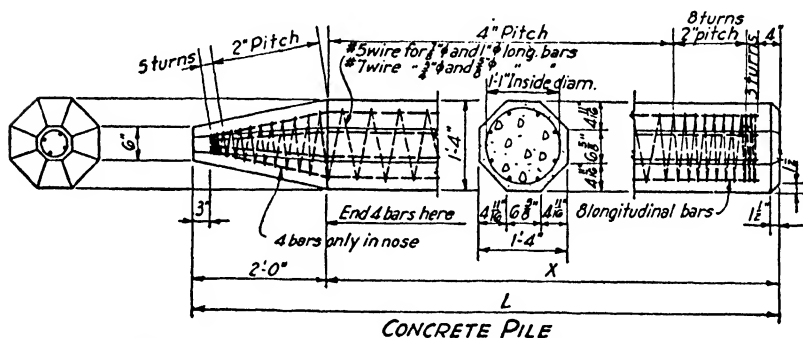 8 turns
4" Pitch
2" pitch
4"
2" Pitch
5 turns
#5 wire for ⅞"ϕ and 1"ϕ long. bars
#7 wire " ¾"ϕ and ⅝"ϕ " "
1'-1" Inside diam.
5 turns
6"
1'-4"
4 11/16"
6 5/8"
4 11/16"
1 1/2"
3"
End 4 bars here
4 11/16"
6 5/8"
4 11/16"
8 longitudinal bars
1 1/2"
4 bars only in nose
1'-4"
2'-0"
X
L
CONCRETE PILE